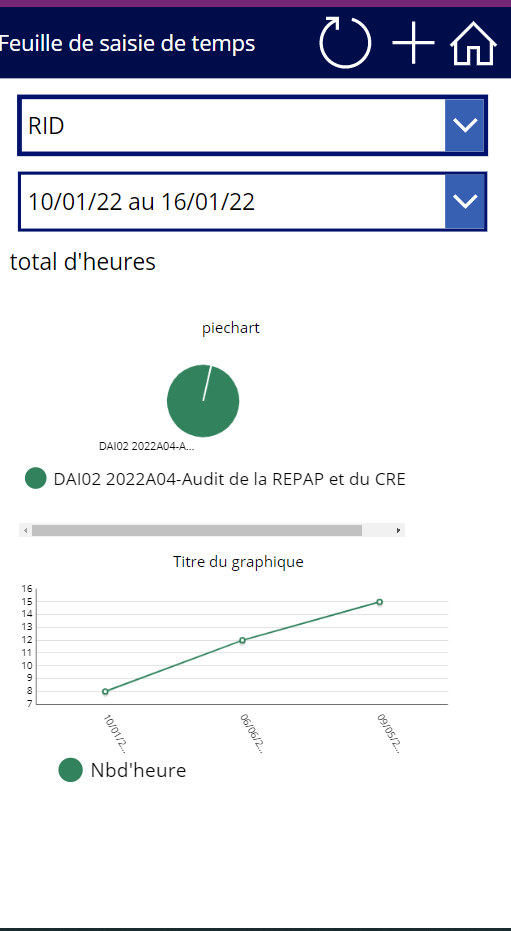 Feuille de saisie de temps
RID
10/01/22 au 16/01/22
total d'heures
piechart
DAI02 2022A04-A...
DAI02 2022A04-Audit de la REPAP et du CRE
Titre du graphique
16
15
14
13
12
11
10
9
8
7
10/01/2...
06/06/2...
09/05/2...
Nbd'heure